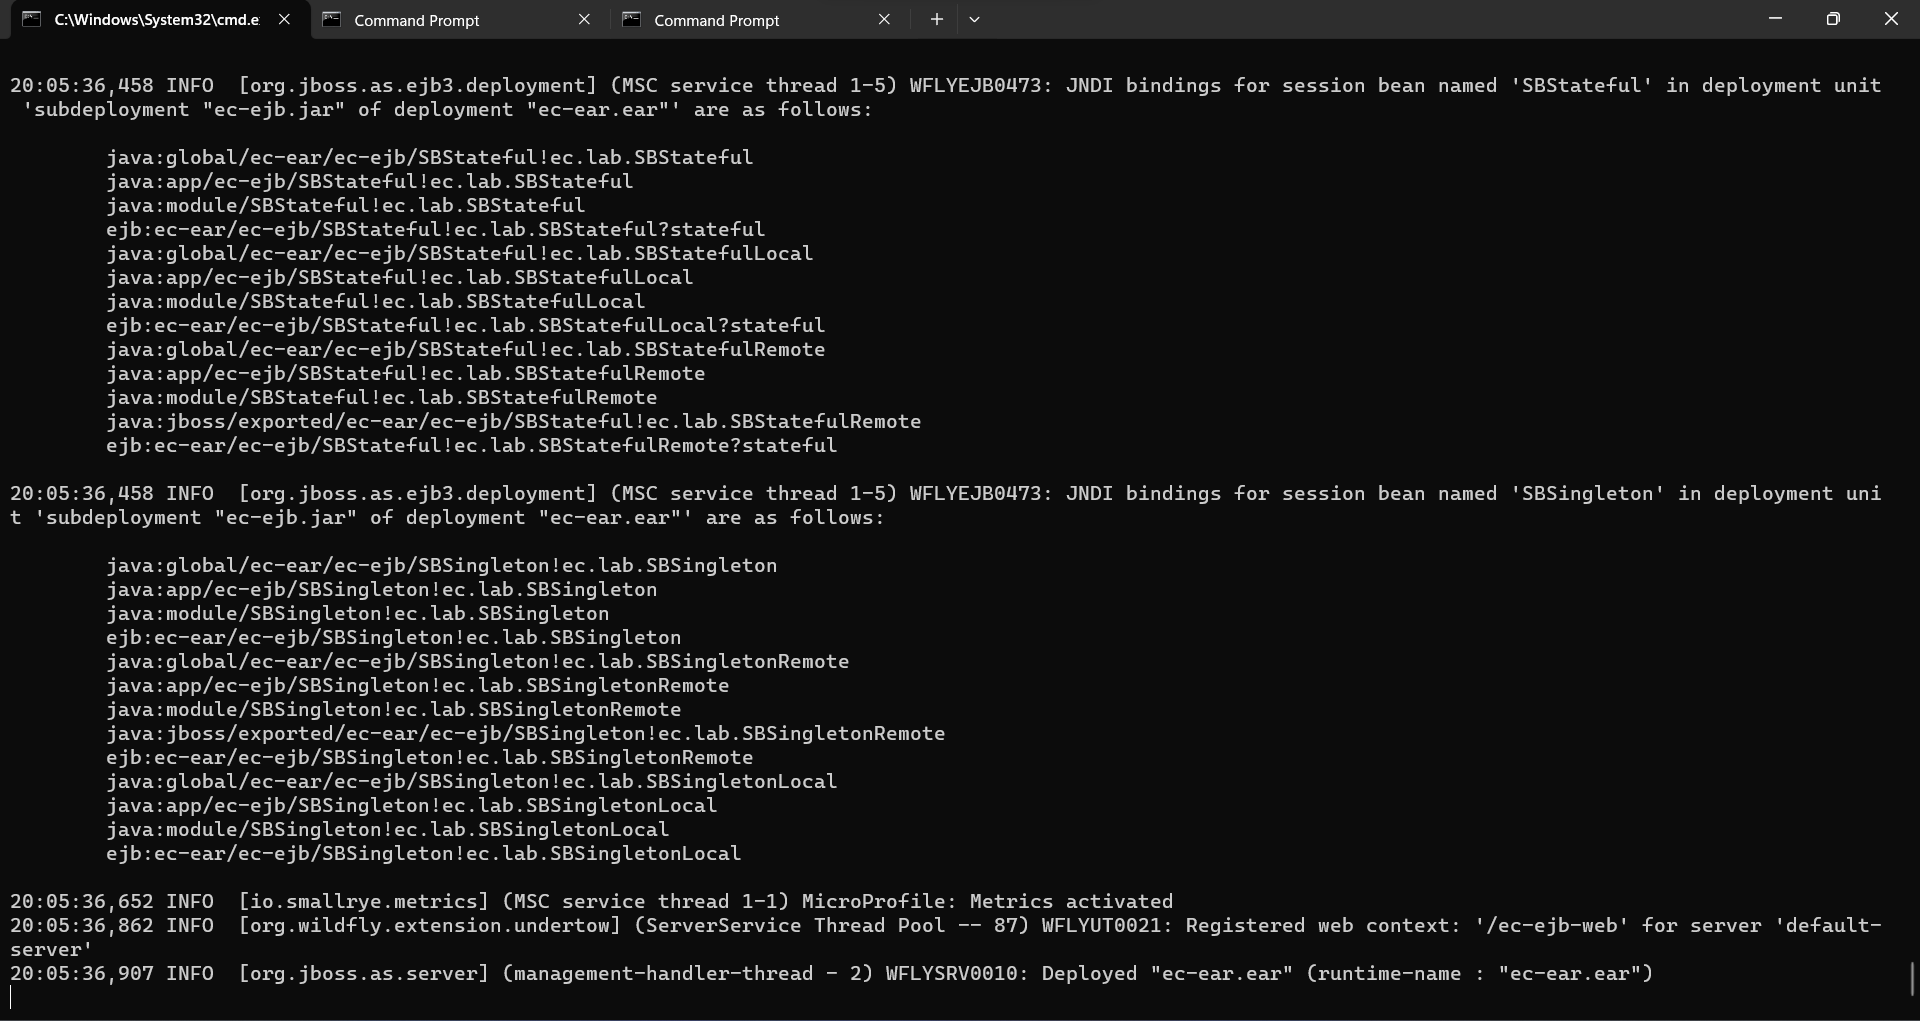 C:\Windows\System32\cmd.e
Command Prompt
Command Prompt
20:05:36,458 INFO  [org.jboss.as.ejb3.deployment] (MSC service thread 1-5) WFLYEJB0473: JNDI bindings for session bean named 'SBStateful' in deployment unit
 'subdeployment "ec-ejb.jar" of deployment "ec-ear.ear"' are as follows:
java:global/ec-ear/ec-ejb/SBStateful!ec.lab.SBStateful
java:app/ec-ejb/SBStateful!ec.lab.SBStateful
java:module/SBStateful!ec.lab.SBStateful
ejb:ec-ear/ec-ejb/SBStateful!ec.lab.SBStateful?stateful
java:global/ec-ear/ec-ejb/SBStateful!ec.lab.SBStatefulLocal
java:app/ec-ejb/SBStateful!ec.lab.SBStatefulLocal
java:module/SBStateful!ec.lab.SBStatefulLocal
ejb:ec-ear/ec-ejb/SBStateful!ec.lab.SBStatefulLocal?stateful
java:global/ec-ear/ec-ejb/SBStateful!ec.lab.SBStatefulRemote
java:app/ec-ejb/SBStateful!ec.lab.SBStatefulRemote
java:module/SBStateful!ec.lab.SBStatefulRemote
java:jboss/exported/ec-ear/ec-ejb/SBStateful!ec.lab.SBStatefulRemote
ejb:ec-ear/ec-ejb/SBStateful!ec.lab.SBStatefulRemote?stateful
20:05:36,458 INFO  [org.jboss.as.ejb3.deployment] (MSC service thread 1-5) WFLYEJB0473: JNDI bindings for session bean named 'SBSingleton' in deployment uni
t 'subdeployment "ec-ejb.jar" of deployment "ec-ear.ear"' are as follows:
java:global/ec-ear/ec-ejb/SBSingleton!ec.lab.SBSingleton
java:app/ec-ejb/SBSingleton!ec.lab.SBSingleton
java:module/SBSingleton!ec.lab.SBSingleton
ejb:ec-ear/ec-ejb/SBSingleton!ec.lab.SBSingleton
java:global/ec-ear/ec-ejb/SBSingleton!ec.lab.SBSingletonRemote
java:app/ec-ejb/SBSingleton!ec.lab.SBSingletonRemote
java:module/SBSingleton!ec.lab.SBSingletonRemote
java:jboss/exported/ec-ear/ec-ejb/SBSingleton!ec.lab.SBSingletonRemote
ejb:ec-ear/ec-ejb/SBSingleton!ec.lab.SBSingletonRemote
java:global/ec-ear/ec-ejb/SBSingleton!ec.lab.SBSingletonLocal
java:app/ec-ejb/SBSingleton!ec.lab.SBSingletonLocal
java:module/SBSingleton!ec.lab.SBSingletonLocal
ejb:ec-ear/ec-ejb/SBSingleton!ec.lab.SBSingletonLocal
20:05:36,652 INFO  [io.smallrye.metrics] (MSC service thread 1-1) MicroProfile: Metrics activated
20:05:36,862 INFO  [org.wildfly.extension.undertow] (ServerService Thread Pool -- 87) WFLYUT0021: Registered web context: '/ec-ejb-web' for server 'default-
server'
20:05:36,907 INFO  [org.jboss.as.server] (management-handler-thread - 2) WFLYSRV0010: Deployed "ec-ear.ear" (runtime-name : "ec-ear.ear")